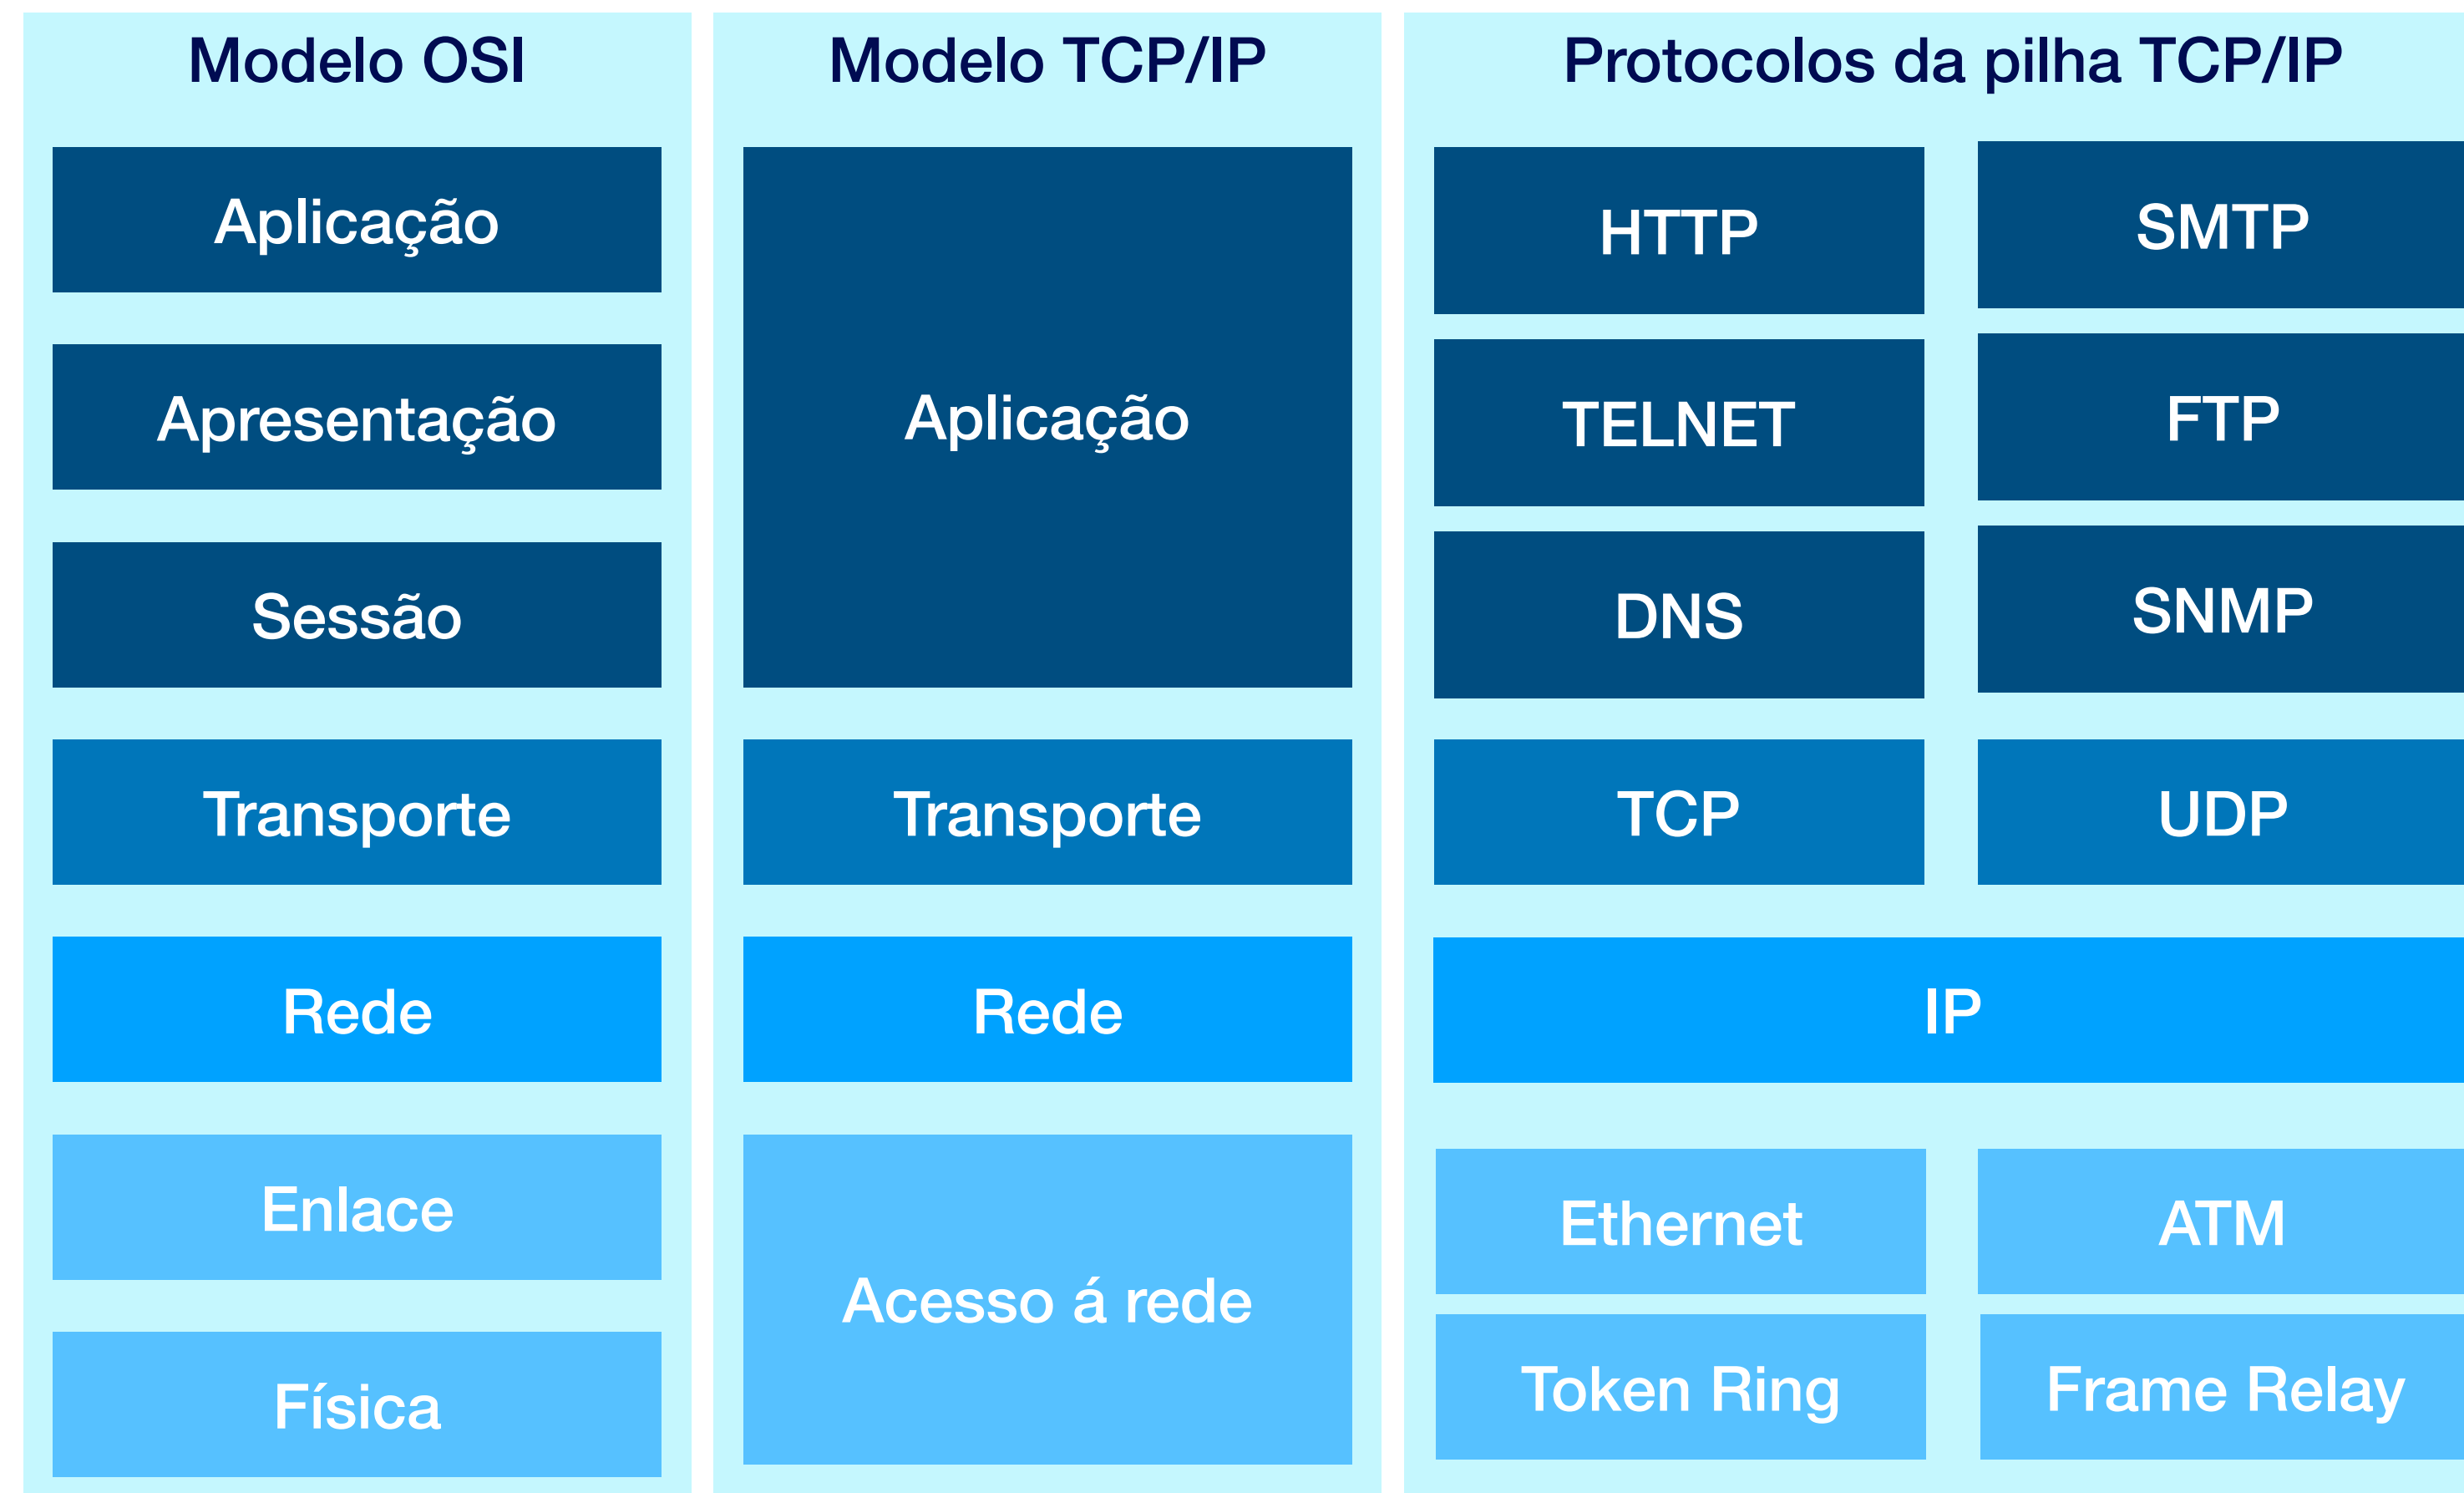 Modelo OSI
Aplicação
Apresentação
Sessão
Transporte
Rede
Enlace
Física
Modelo TCP/IP
Aplicação
Transporte
Rede
Acesso á rede
Protocolos da pilha TCP/IP
HTTP
SMTP
TELNET
FTP
DNS
SNMP
TCP
UDP
IP
Ethernet
ATM
Token Ring
Frame Relay